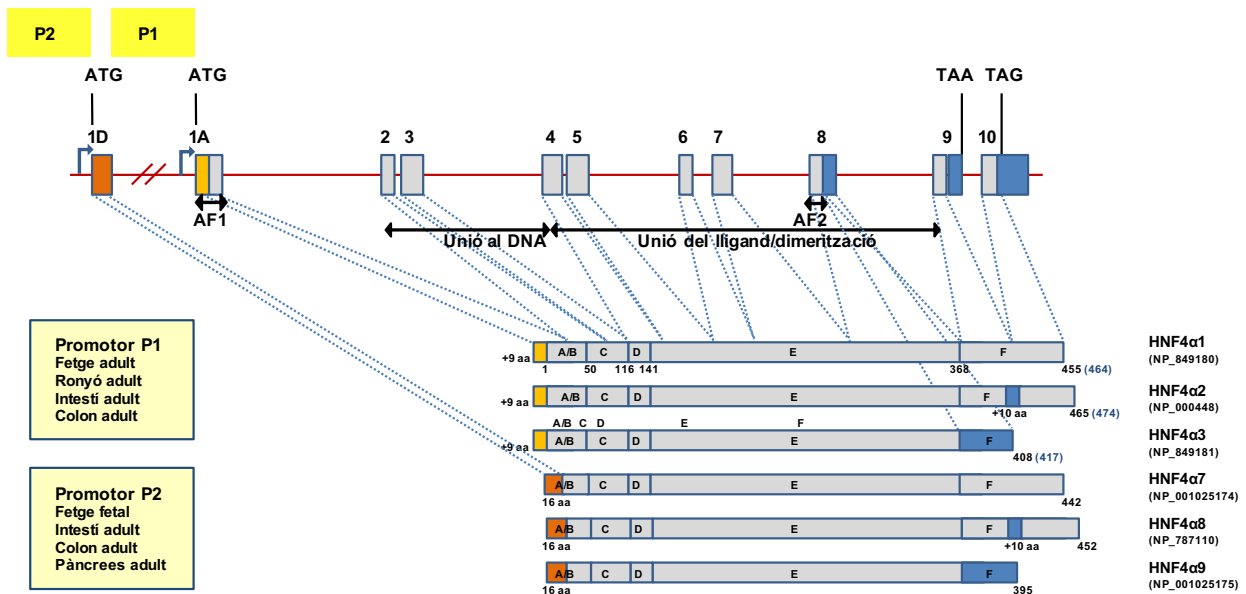 P2 P1
ATG ATG TAA TAG
1D 1A 2 3 4 5 6 7 8 9 10
AF1 AF2
Unió al DNA Unió del lligand/dimerització
Promotor P1
Fetge adult
Ronyó adult
Intestí adult
Colon adult
+9 aa A/B C D E F HNF4α1
(NP_849180)
1 50 116 141 368 455 (464)
+9 aa A/B C D E F HNF4α2
(NP_000448)
+10 aa 465 (474)
A/B C D E F
+9 aa A/B C D E F HNF4α3
(NP_849181)
408 (417)
Promotor P2
Fetge fetal
Intestí adult
Colon adult
Pàncrees adult
A/B C D E F HNF4α7
(NP_001025174)
16 aa 442
A/B C D E F HNF4α8
(NP_787110)
16 aa +10 aa 452
A/B C D E F HNF4α9
(NP_001025175)
16 aa 395